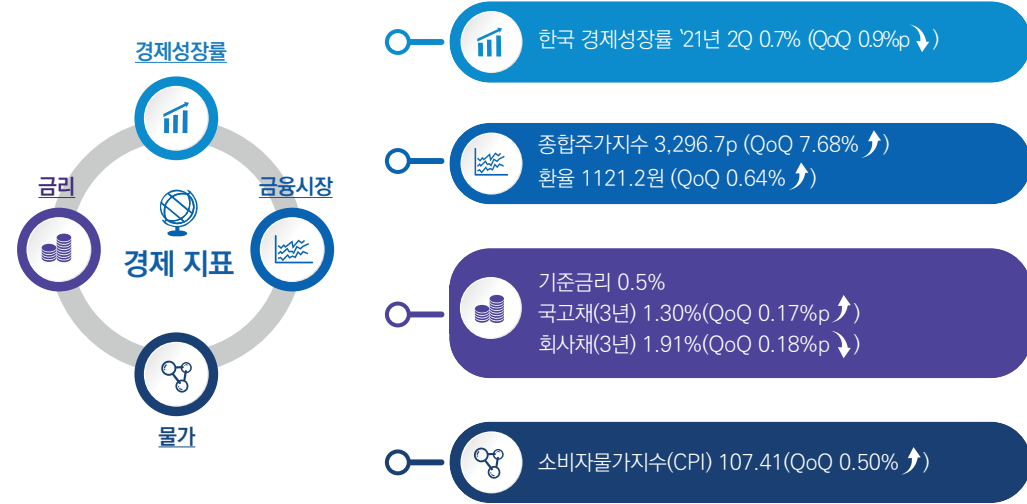 경제성장률
금리
금융시장
경제 지표
물가
한국 경제성장률 '21년 2Q 0.7% (QoQ 0.9%p⤵)
종합주가지수 3,296.7p (QoQ 7.68%⤴)
환율 1121.2원 (QoQ 0.64%⤴)
기준금리 0.5%
국고채(3년) 1.30%(QoQ 0.17%p⤴)
회사채(3년) 1.91%(QoQ 0.18%p⤵)
소비자물가지수(CPI) 107.41(QoQ 0.50%⤴)